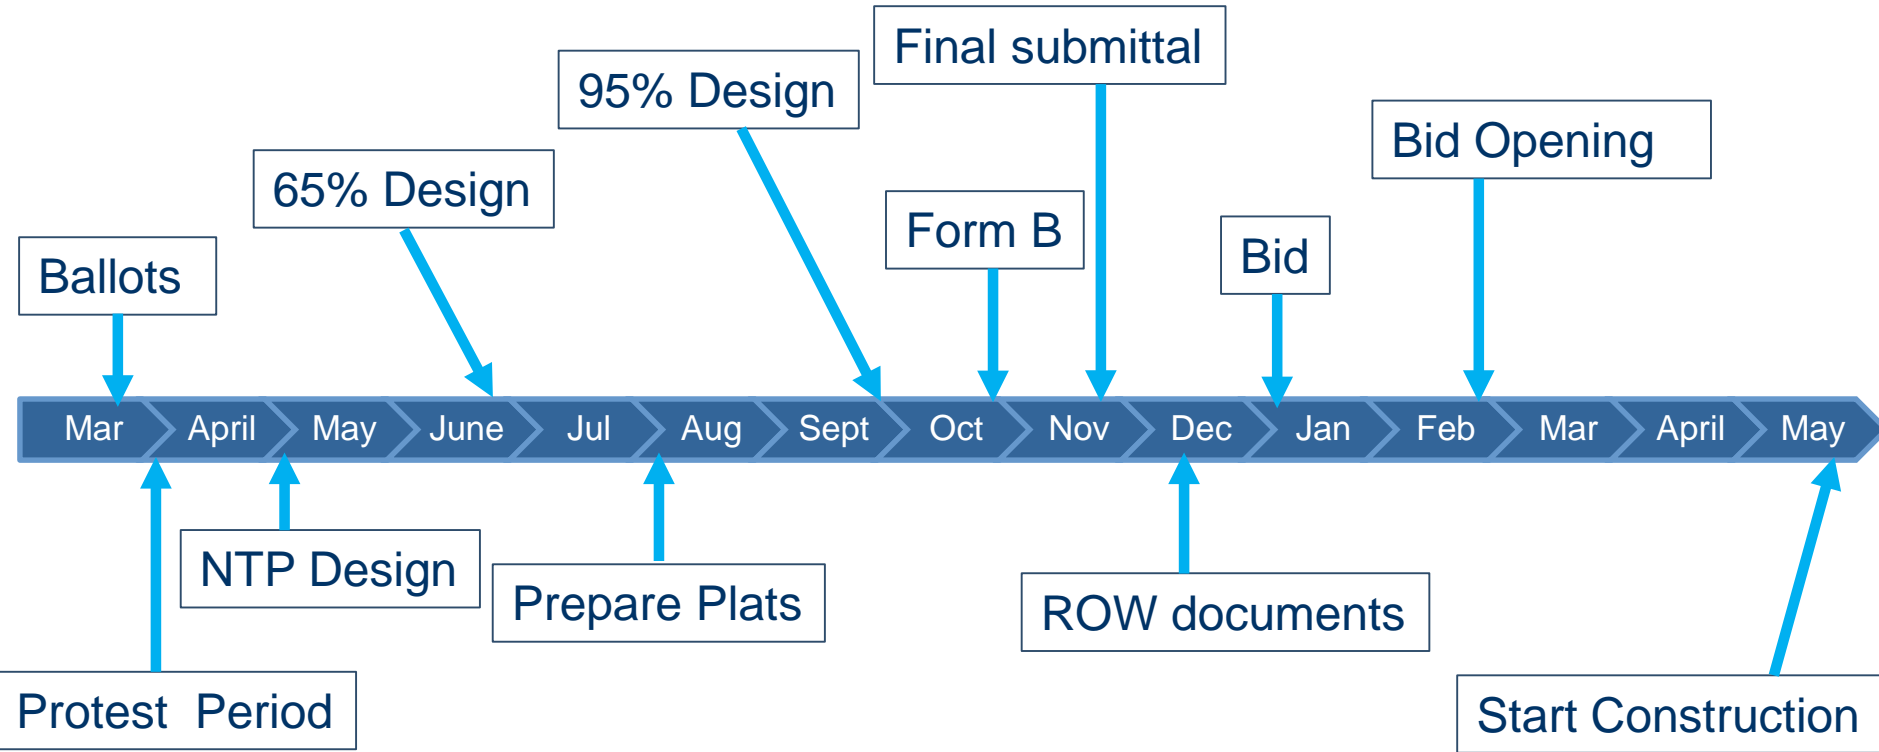 Final submittal
95% Design
Bid Opening
65% Design
Form B
Bid
Ballots
Mar April May June Jul Aug Sept Oct Nov Dec Jan Feb Mar April May
NTP Design
Prepare Plats
ROW documents
Protest Period
Start Construction